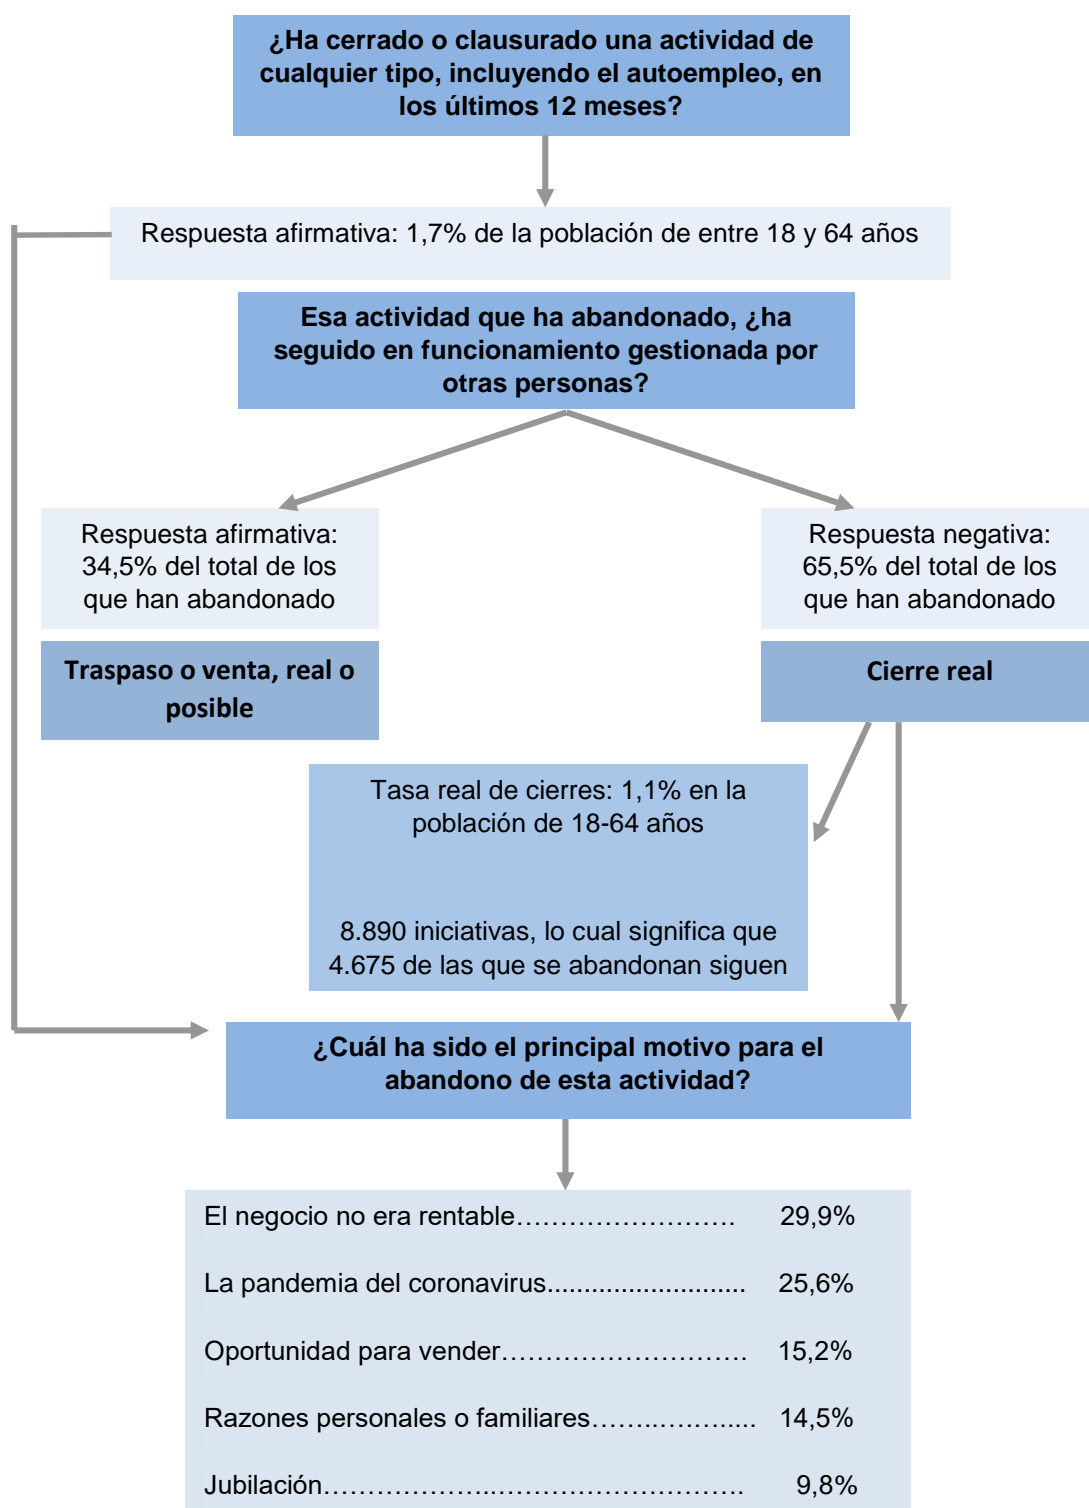 ¿Ha cerrado o clausurado una actividad de
cualquier tipo, incluyendo el autoempleo, en
los últimos 12 meses?
Respuesta afirmativa: 1,7% de la población de entre 18 y 64 años
Esa actividad que ha abandonado, ¿ha
seguido en funcionamiento gestionada por
otras personas?
Respuesta afirmativa:
34,5% del total de los
que han abandonado
Respuesta negativa:
65,5% del total de los
que han abandonado
Traspaso o venta, real o
posible
Cierre real
Tasa real de cierres: 1,1% en la
población de 18-64 años
8.890 iniciativas, lo cual significa que
4.675 de las que se abandonan siguen
¿Cuál ha sido el principal motivo para el
abandono de esta actividad?
El negocio no era rentable……………………. 29,9%
La pandemia del coronavirus........................... 25,6%
Oportunidad para vender………………………. 15,2%
Razones personales o familiares……..……..... 14,5%
Jubilación………………..……………………. 9,8%